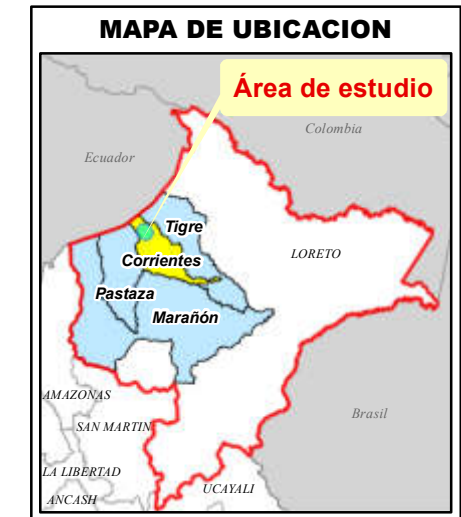 MAPA DE UBICACION
Área de estudio
Colombia
Ecuador
Tigre
LORETO
Corrientes
Pastaza
Marañón
AMAZONAS
Brasil
SAN MARTIN
LA LIBERTAD
UCAYALI
ANCASH